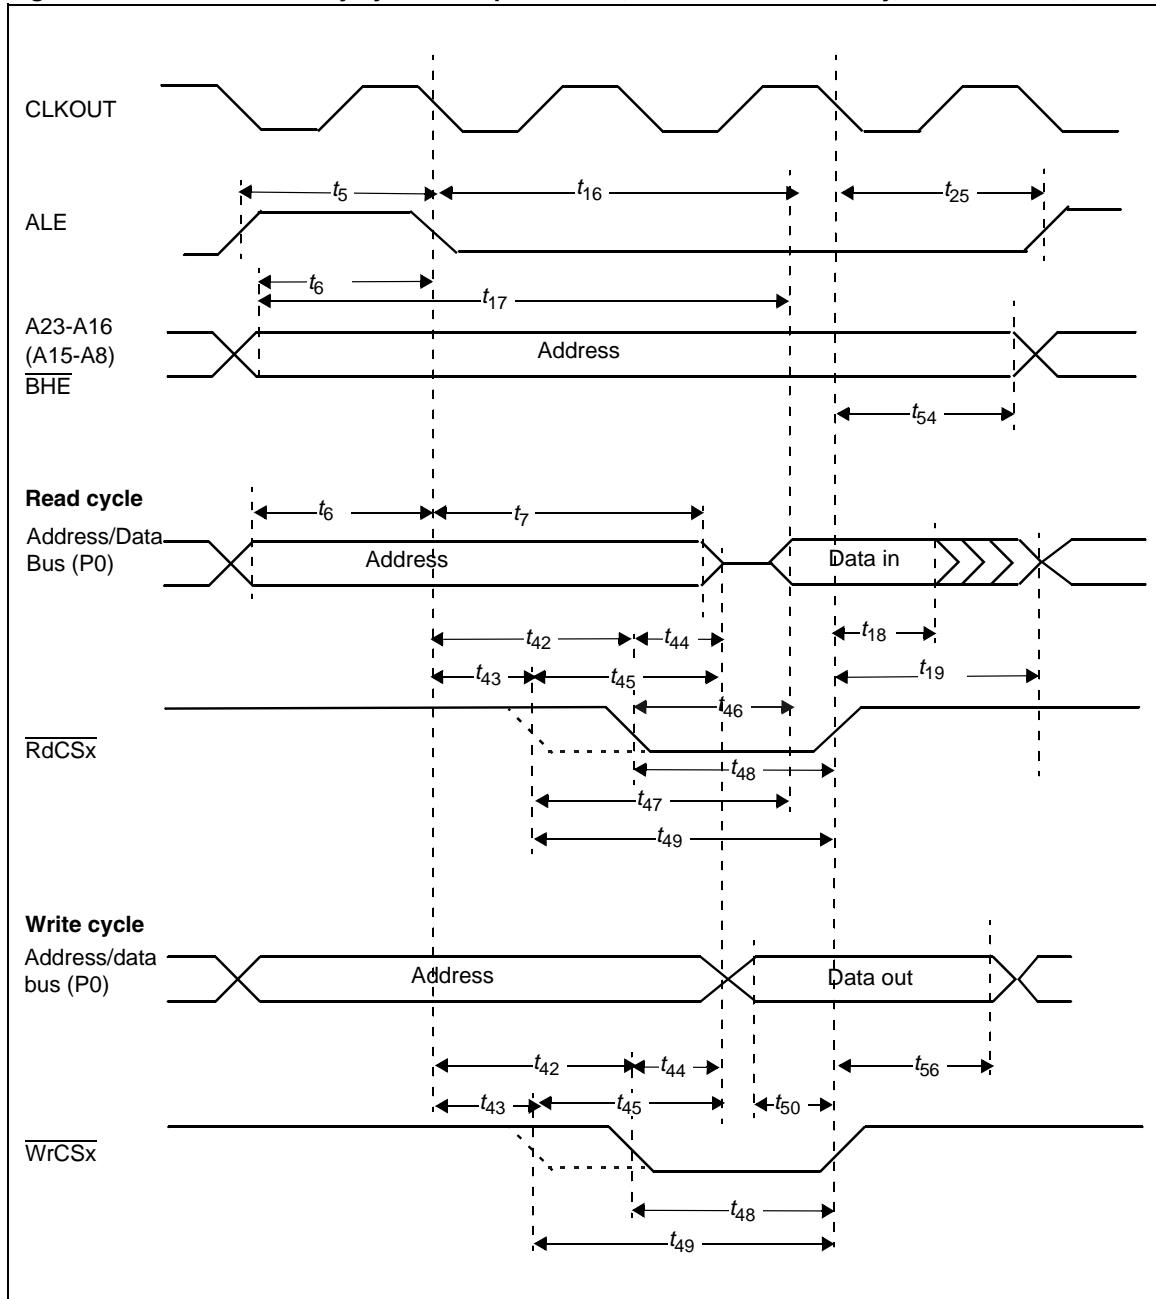 CLKOUT
t5
t16
t25
ALE
t6
t17
A23-A16
(A15-A8)
BHE
Address
t54
Read cycle
t6
t7
Address/Data
Bus (P0)
Address
Data in
t42
t44
t18
t43
t45
t19
t46
RdCSx
t48
t47
t49
Write cycle
Address/data
bus (P0)
Address
Data out
t42
t44
t56
t43
t45
t50
WrCSx
t48
t49